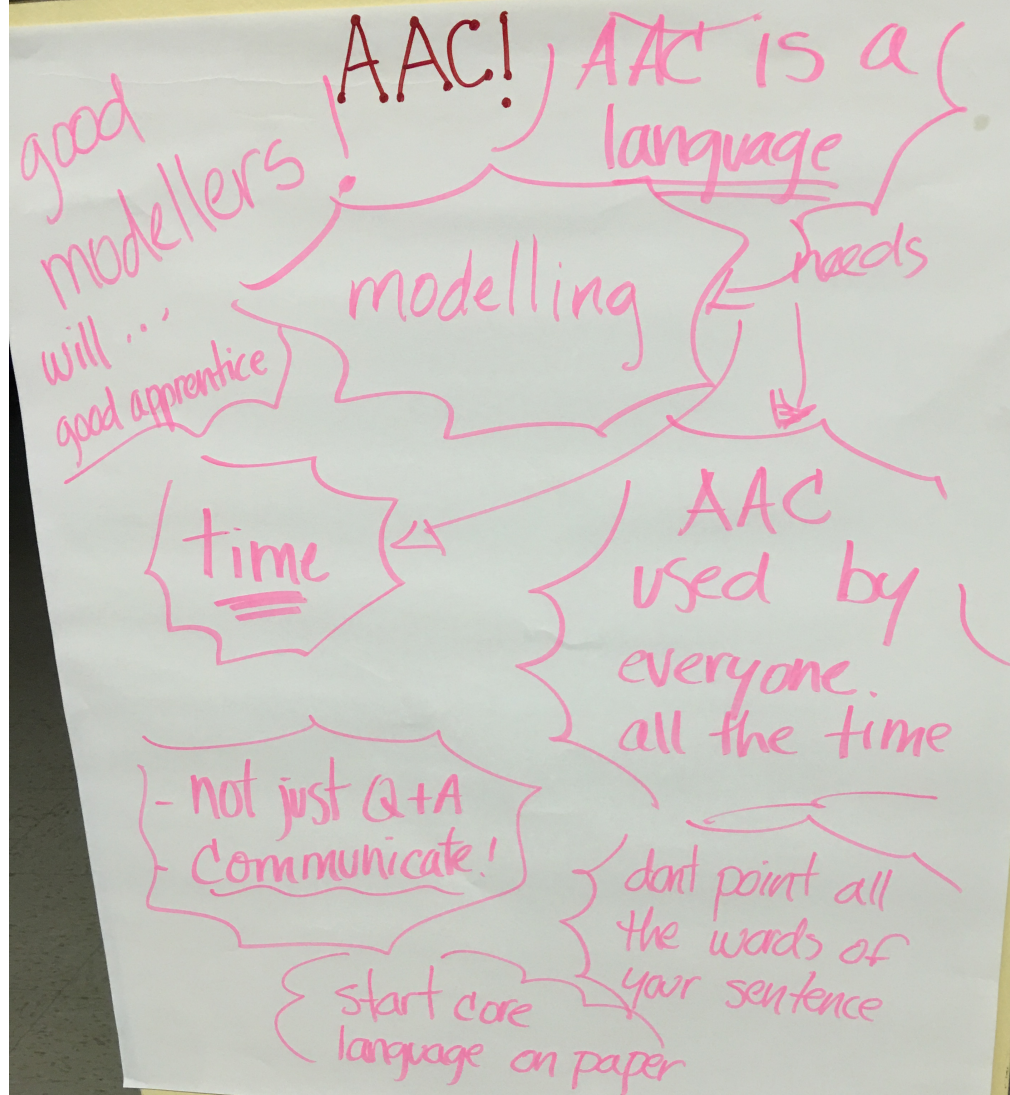 AAC!
AAC is a
language
good
modellers
will...
good apprentice
modelling
needs
time
AAC
used by
everyone.
all the time
- not just Q+A
- Communicate!
dont point all
the words of
your sentence
start core
language on paper